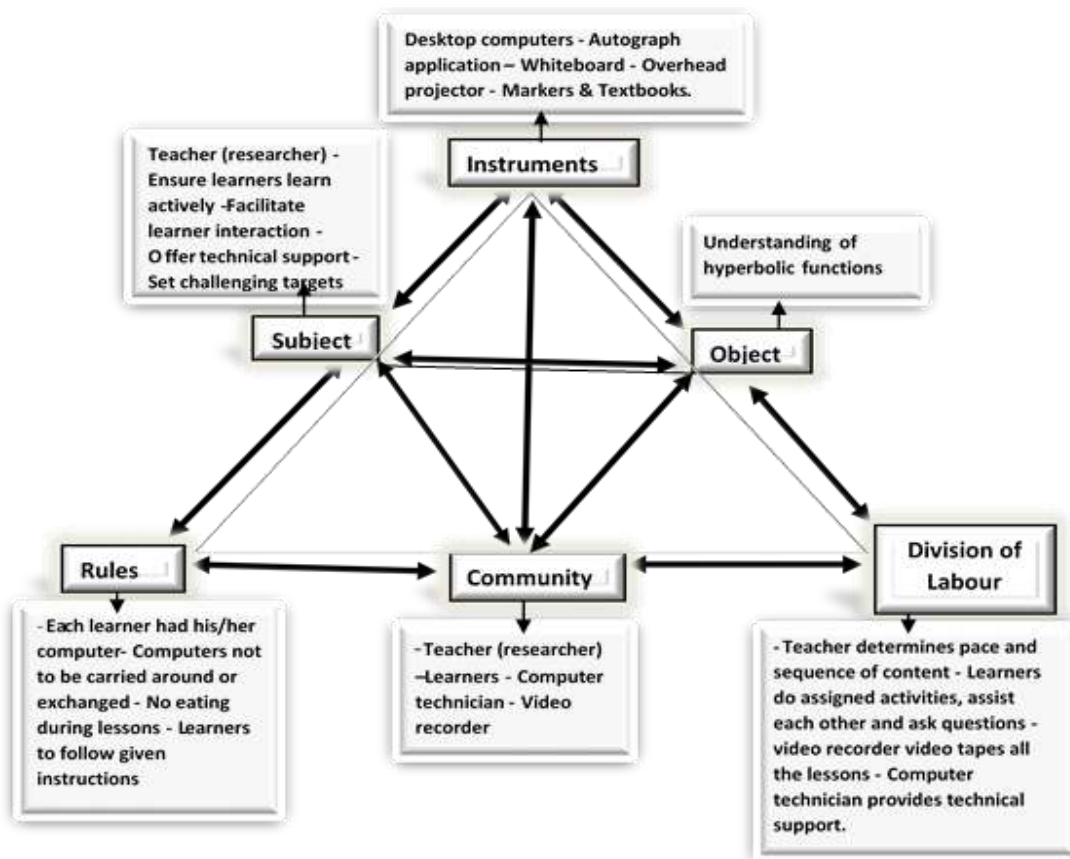 Desktop computers - Autograph
application – Whiteboard - Overhead
projector - Markers & Textbooks.
Instruments
Teacher (researcher) -
Ensure learners learn
actively -Facilitate
learner interaction -
Offer technical support -
Set challenging targets
Understanding of
hyperbolic functions
Subject
Object
Rules
Community
Division of
Labour
- Each learner had his/her
computer- Computers not
to be carried around or
exchanged - No eating
during lessons - Learners
to follow given
instructions
- Teacher (researcher)
–Learners - Computer
technician - Video
recorder
- Teacher determines pace and
sequence of content - Learners
do assigned activities, assist
each other and ask questions -
video recorder video tapes all
the lessons - Computer
technician provides technical
support.